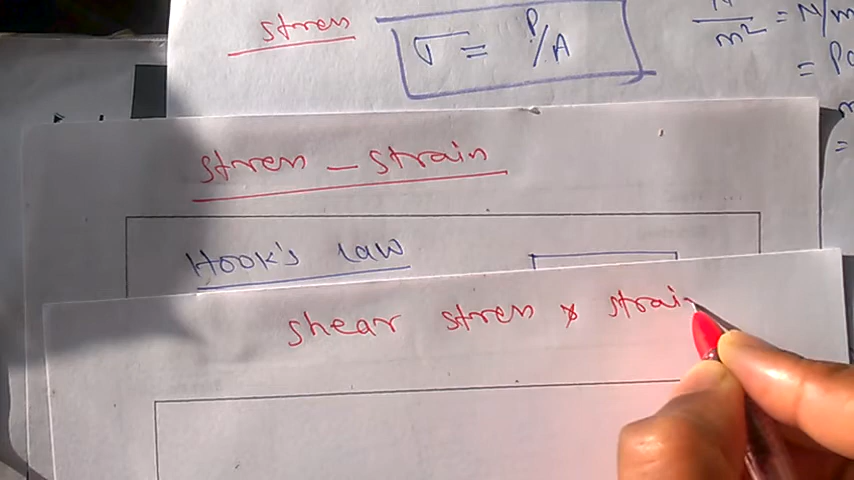 stress
σ = P/A
N/m² = N/m
= Pa
stress - strain
Hook's law
shear stress & strain